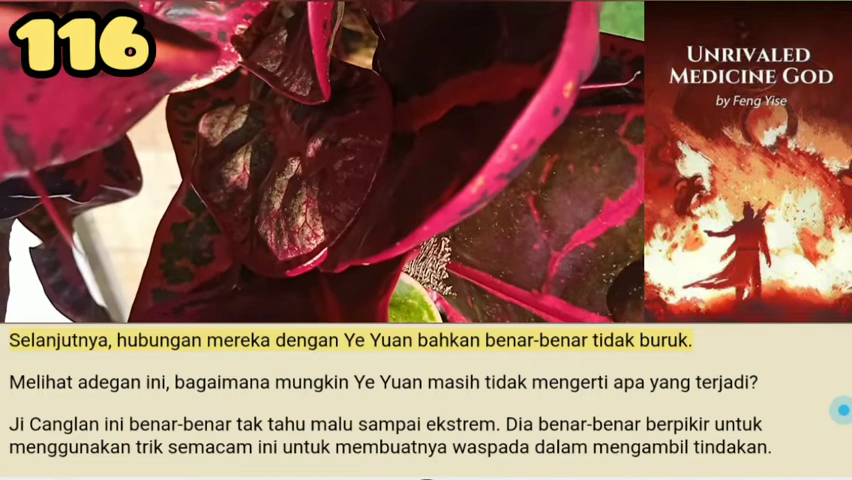 116
UNRIVALED
MEDICINE GOD
by Feng Yise
Selanjutnya, hubungan mereka dengan Ye Yuan bahkan benar-benar tidak buruk.
Melihat adegan ini, bagaimana mungkin Ye Yuan masih tidak mengerti apa yang terjadi?
Ji Canglan ini benar-benar tak tahu malu sampai ekstrem. Dia benar-benar berpikir untuk
menggunakan trik semacam ini untuk membuatnya waspada dalam mengambil tindakan.